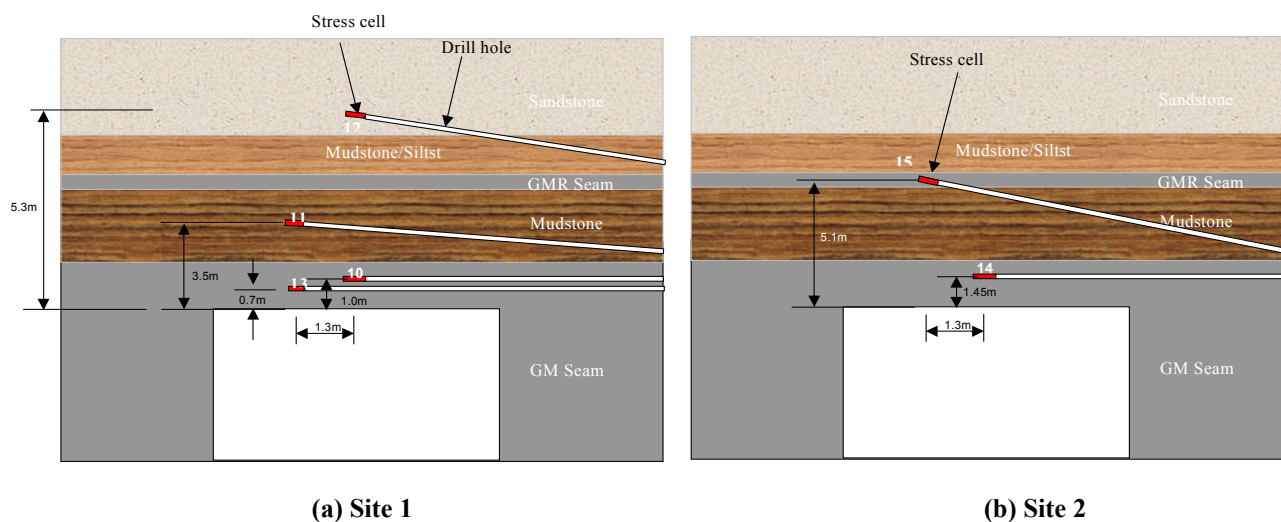 Stress cell
Drill hole
Sandstone
12
Mudstone/Siltst
GMR Seam
5.3m
11
Mudstone
3.5m
10
13
0.7m
1.0m
1.3m
GM Seam
(a) Site 1
Stress cell
Sandstone
Mudstone/Siltst
15
GMR Seam
Mudstone
5.1m
14
1.45m
1.3m
GM Seam
(b) Site 2